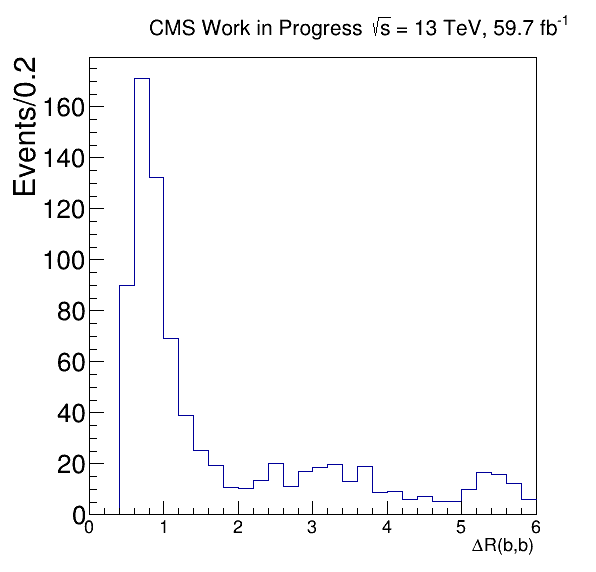 CMS Work in Progress √s = 13 TeV, 59.7 fb⁻¹
Events/0.2
160
140
120
100
80
60
40
20
0
0 1 2 3 4 5 6
ΔR(b,b)